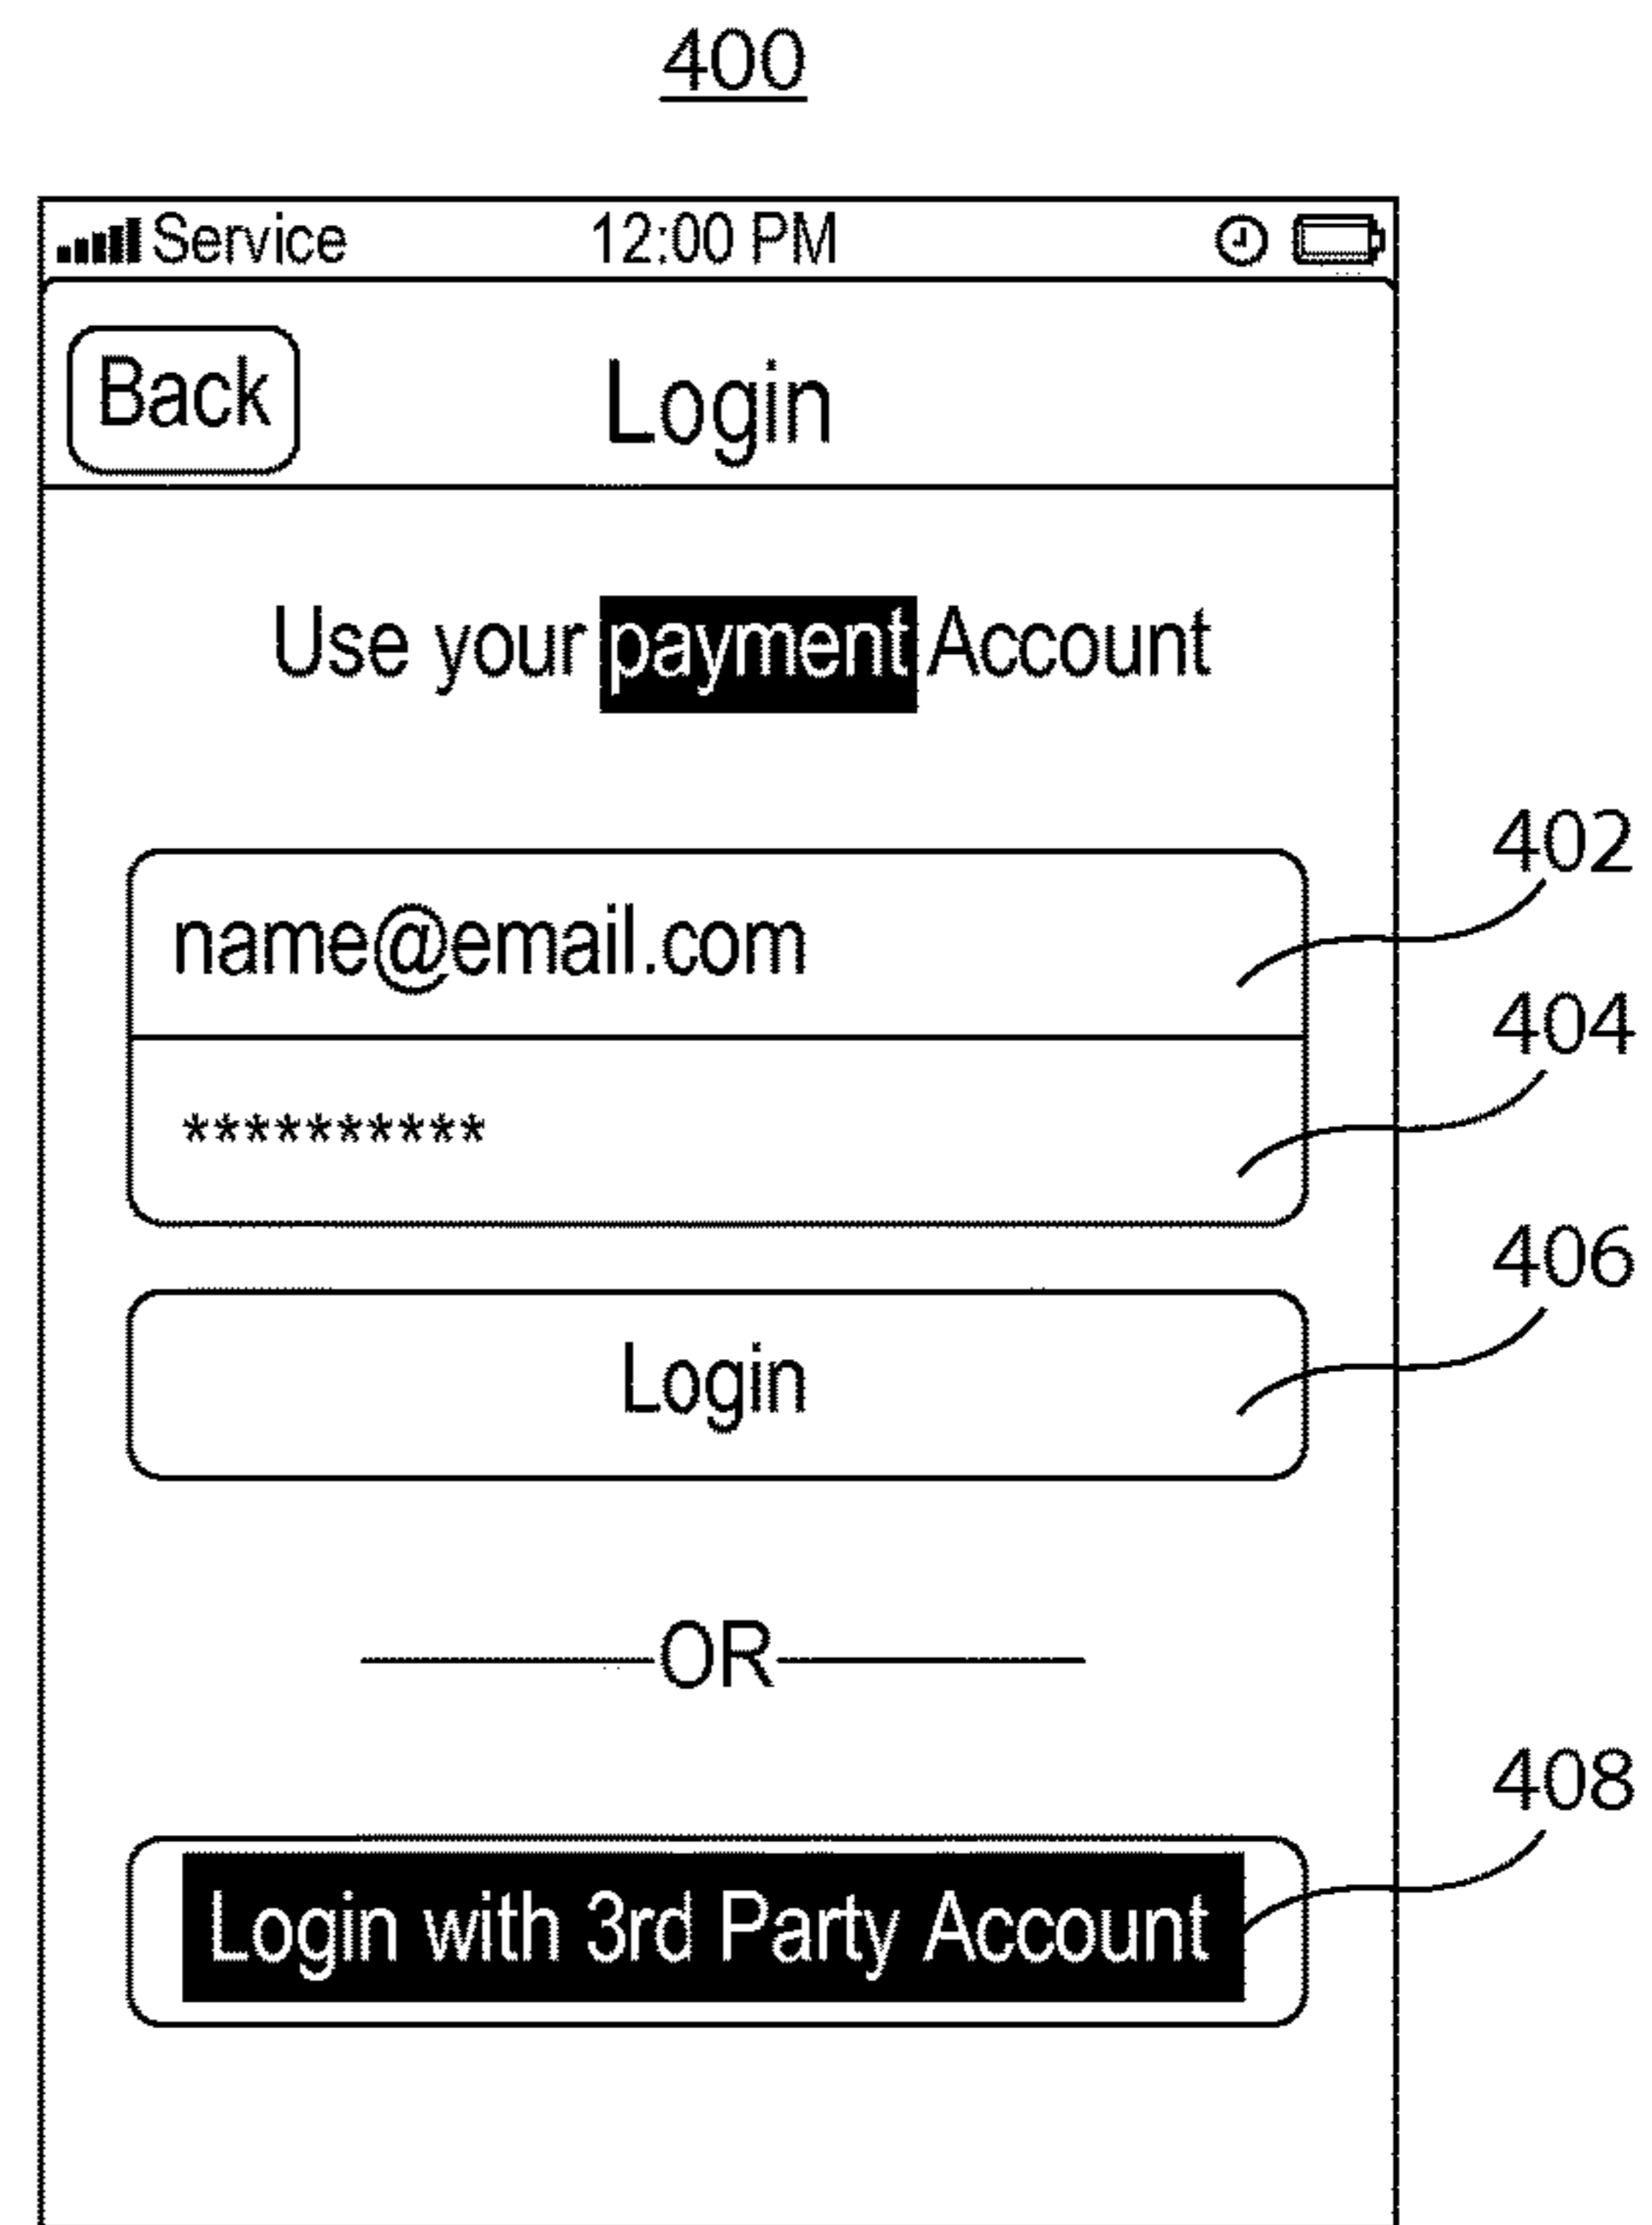 400
Service 12:00 PM
Back Login
Use your payment Account
402
name@email.com
404
**********
406
Login
OR
408
Login with 3rd Party Account